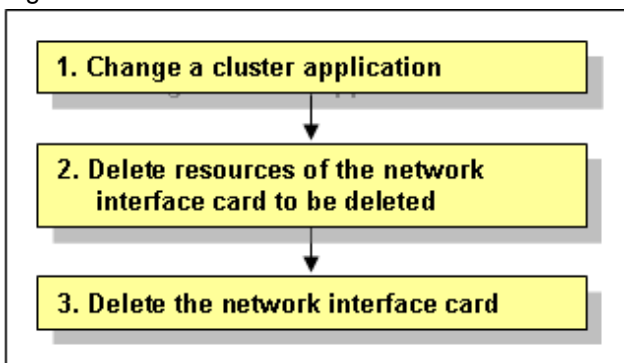 1. Change a cluster application
2. Delete resources of the network
interface card to be deleted
3. Delete the network interface card